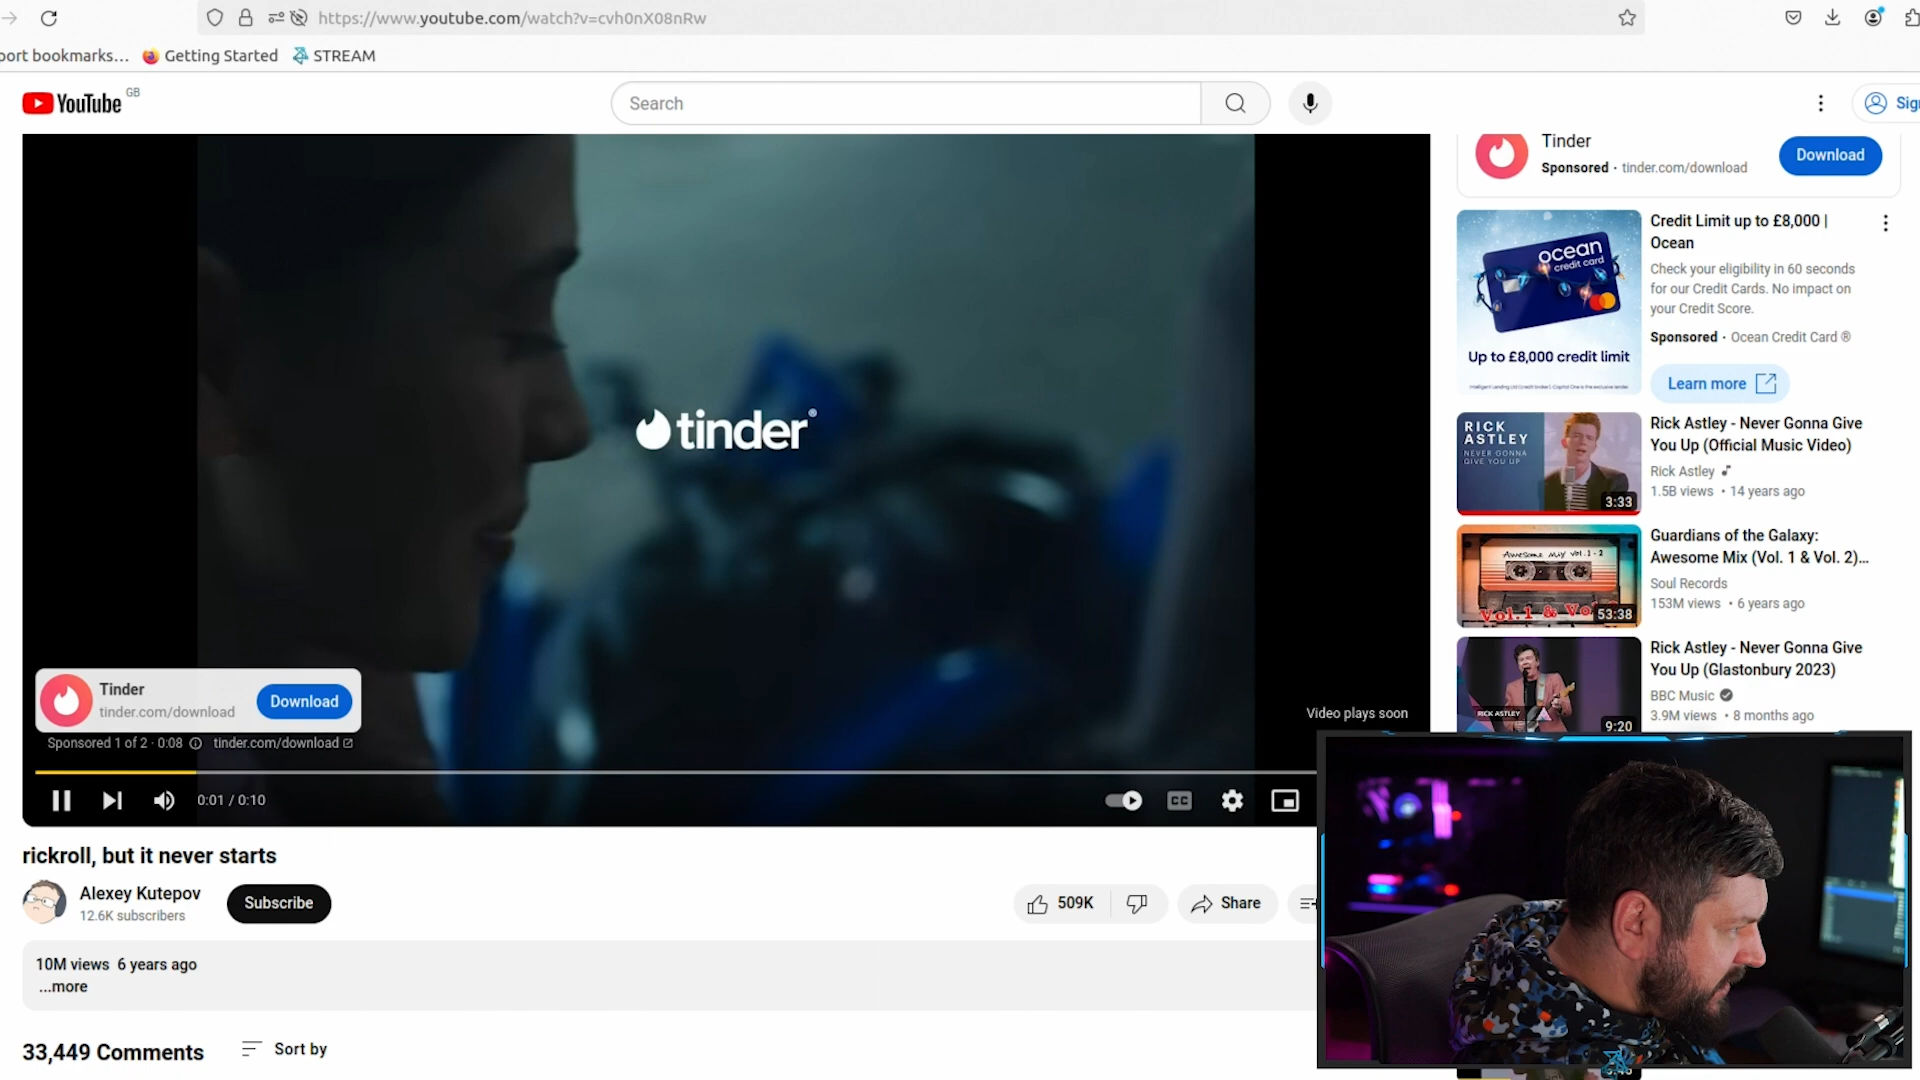 https://www.youtube.com/watch?v=cvh0nX08nRw
port bookmarks...
Getting Started
STREAM
YouTube GB
Search
Sign
tinder®
Tinder
tinder.com/download
Download
Sponsored 1 of 2 · 0:08
tinder.com/download
Video plays soon
0:01 / 0:10
CC
rickroll, but it never starts
Alexey Kutepov
12.6K subscribers
Subscribe
509K
Share
10M views 6 years ago
...more
33,449 Comments
Sort by
Tinder
Sponsored · tinder.com/download
Download
ocean
credit card
Up to £8,000 credit limit
Credit Limit up to £8,000 |
Ocean
Check your eligibility in 60 seconds
for our Credit Cards. No impact on
your Credit Score.
Sponsored · Ocean Credit Card ®
Learn more
RICK
ASTLEY
NEVER GONNA
GIVE YOU UP
3:33
Rick Astley - Never Gonna Give
You Up (Official Music Video)
Rick Astley
1.5B views • 14 years ago
Awesome Mix Vol. 1 - 2
Vol.1 & Vo
53:38
Guardians of the Galaxy:
Awesome Mix (Vol. 1 & Vol. 2)...
Soul Records
153M views • 6 years ago
RICK ASTLEY
9:20
Rick Astley - Never Gonna Give
You Up (Glastonbury 2023)
BBC Music
3.9M views • 8 months ago